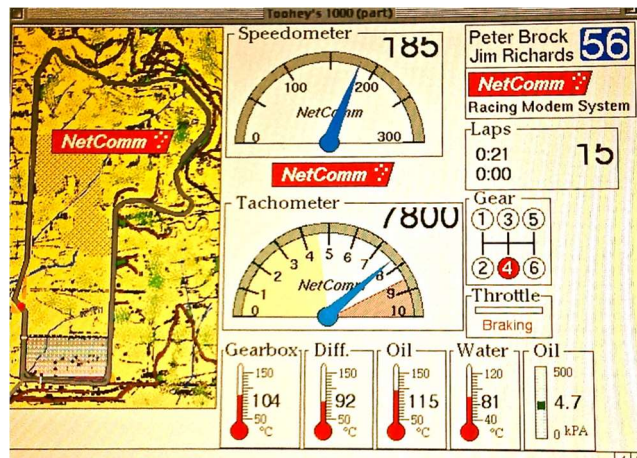 Toohey's 1000 (part)
NetComm
Speedometer
185
0
100
200
300
NetComm
NetComm
Tachometer
7800
0
1
2
3
4
5
6
7
8
9
10
NetComm
Peter Brock
Jim Richards
56
NetComm
Racing Modem System
Laps
0:21
15
0:00
Gear
1 3 5
2 4 6
Throttle
Braking
Gearbox
150
104
50
°C
Diff.
150
92
50
°C
Oil
150
115
50
°C
Water
120
81
40
°C
Oil
500
4.7
0 kPA